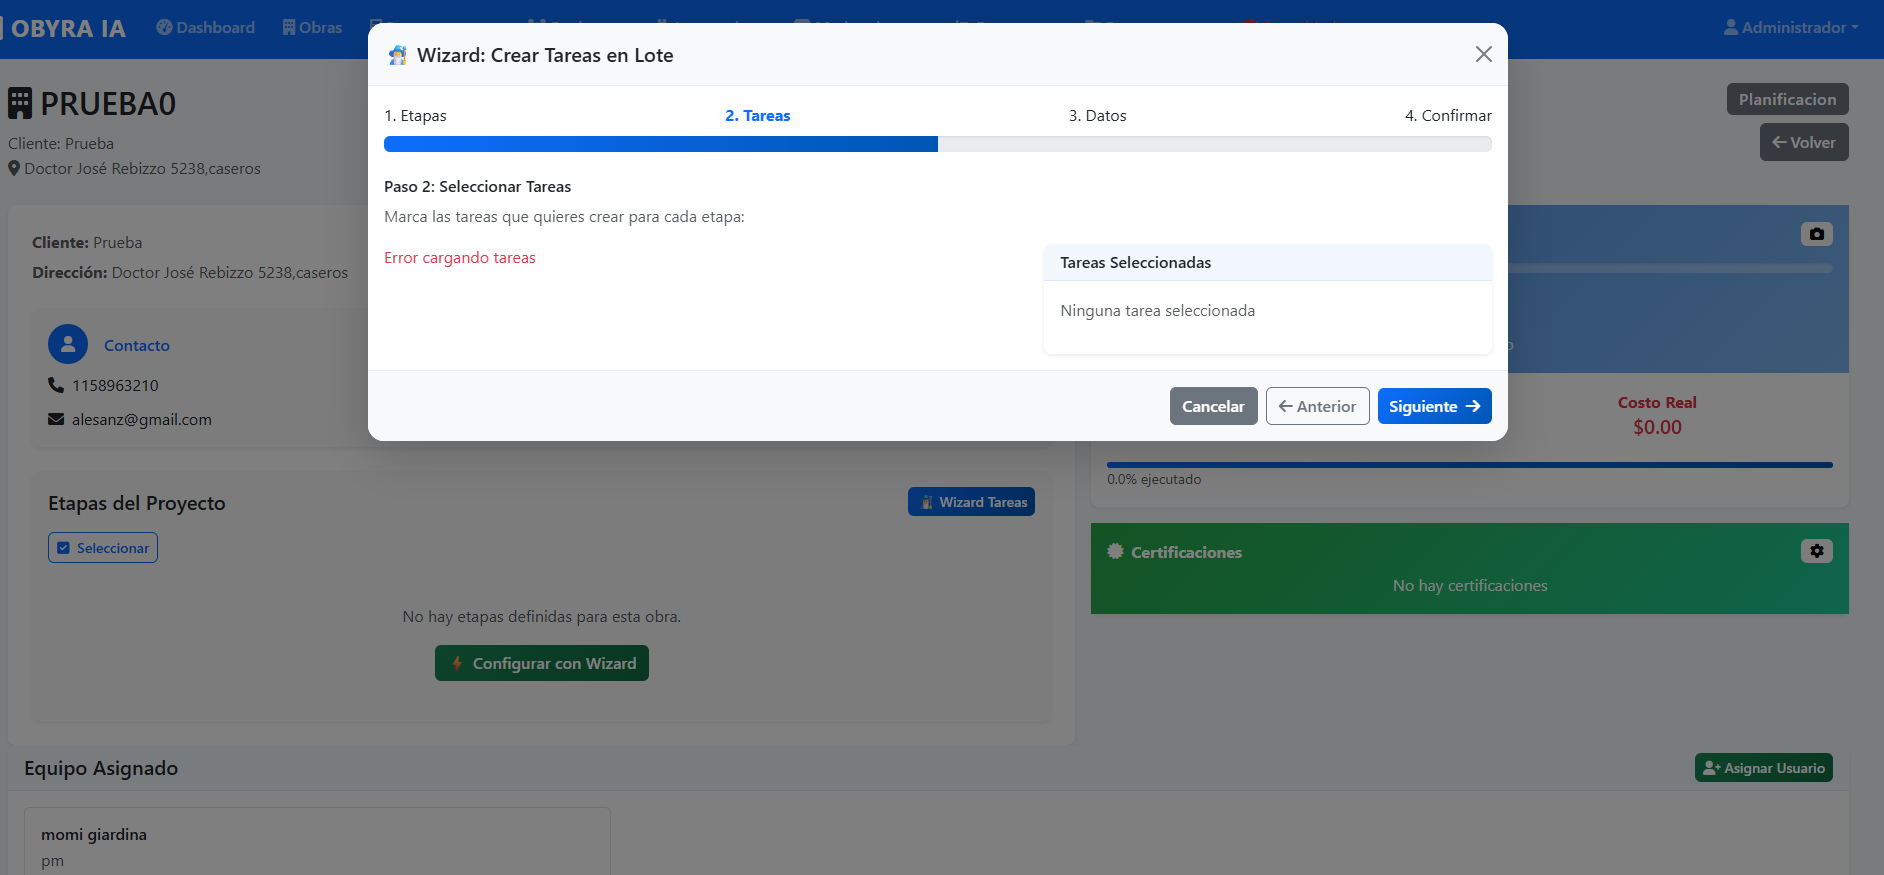 OBYRA IA
Dashboard
Obras
Administrador
Wizard: Crear Tareas en Lote
1. Etapas
2. Tareas
3. Datos
4. Confirmar
Paso 2: Seleccionar Tareas
Marca las tareas que quieres crear para cada etapa:
Error cargando tareas
Tareas Seleccionadas
Ninguna tarea seleccionada
Cancelar
Anterior
Siguiente
PRUEBA0
Cliente: Prueba
Doctor José Rebizzo 5238,caseros
Planificacion
Volver
Cliente: Prueba
Dirección: Doctor José Rebizzo 5238,caseros
Contacto
1158963210
alesanz@gmail.com
Costo Real
$0.00
0.0% ejecutado
Etapas del Proyecto
Wizard Tareas
Seleccionar
No hay etapas definidas para esta obra.
Configurar con Wizard
Certificaciones
No hay certificaciones
Equipo Asignado
Asignar Usuario
momi giardina
pm